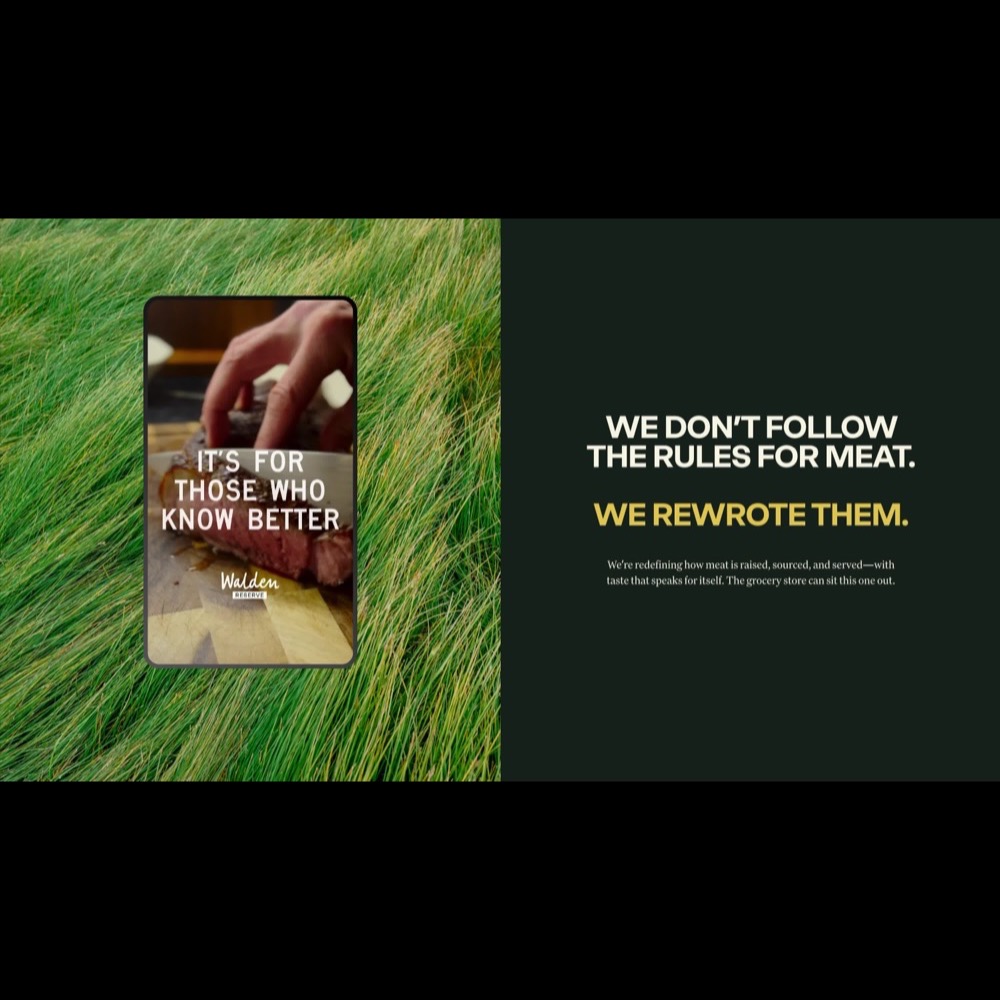 IT'S FOR
THOSE WHO
KNOW BETTER
Walden
RESERVE
WE DON'T FOLLOW
THE RULES FOR MEAT.
WE REWROTE THEM.
We're redefining how meat is raised, sourced, and served—with
taste that speaks for itself. The grocery store can sit this one out.